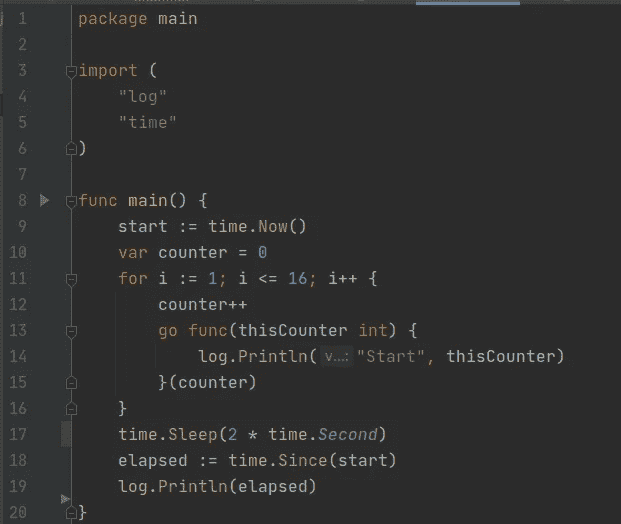 1 package main
2
3 import (
4 "log"
5 "time"
6 )
7
8 func main() {
9 start := time.Now()
10 var counter = 0
11 for i := 1; i <= 16; i++ {
12 counter++
13 go func(thisCounter int) {
14 log.Println( v...: "Start", thisCounter)
15 }(counter)
16 }
17 time.Sleep(2 * time.Second)
18 elapsed := time.Since(start)
19 log.Println(elapsed)
20 }